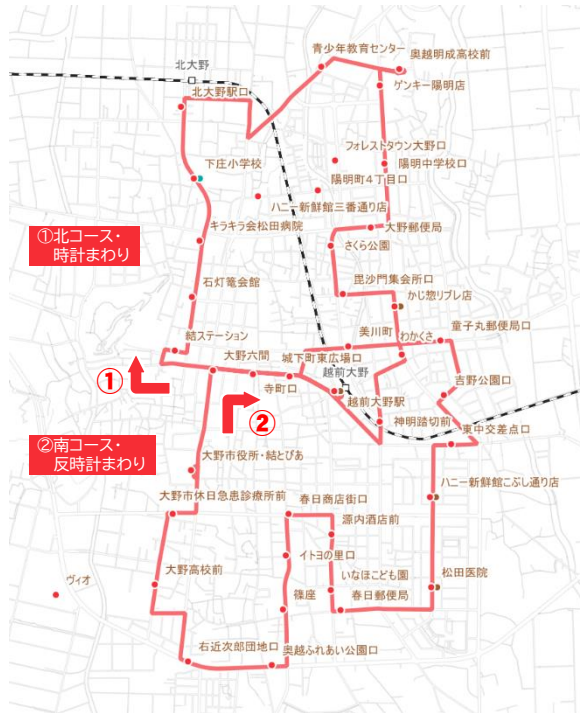 青少年教育センター
奥越明成高校前
北大野
ゲンキー陽明店
北大野駅口
フォレストタウン大野口
下庄小学校
陽明中学校口
陽明町4丁目口
ハニー新鮮館三番通り店
キラキラ会松田病院
大野郵便局
①北コース・
時計まわり
さくら公園
石灯篭会館
毘沙門集会所口
かじ惣リブレ店
結ステーション
美川町
わかくさ
童子丸郵便局口
大野六間
城下町東広場口
越前大野
①
寺町口
越前大野駅
吉野公園口
②
神明踏切前
東中交差点口
②南コース・
反時計まわり
大野市役所・結とぴあ
ハニー新鮮館こぶし通り店
大野市休日急患診療所前
春日商店街口
源内酒店前
イトヨの里口
大野高校前
いなほこども園
松田医院
ヴィオ
篠座
春日郵便局
右近次郎団地口
奥越ふれあい公園口